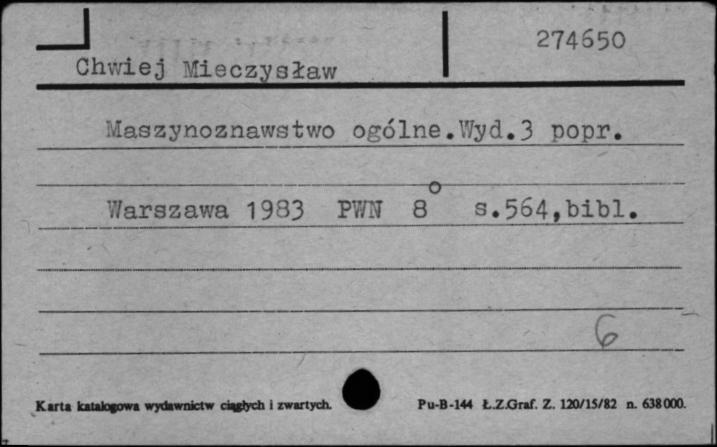 274650
Chwiej Mieczysław
Maszynoznawstwo ogólne.Wyd.3 popr.
Warszawa 1983 PWN 8° s.564,bibl.
6
Karta katalogowa wydawnictw ciągłych i zwartych. Pu-B-144 Ł.Z.Graf. Z. 120/15/82 n. 638000.